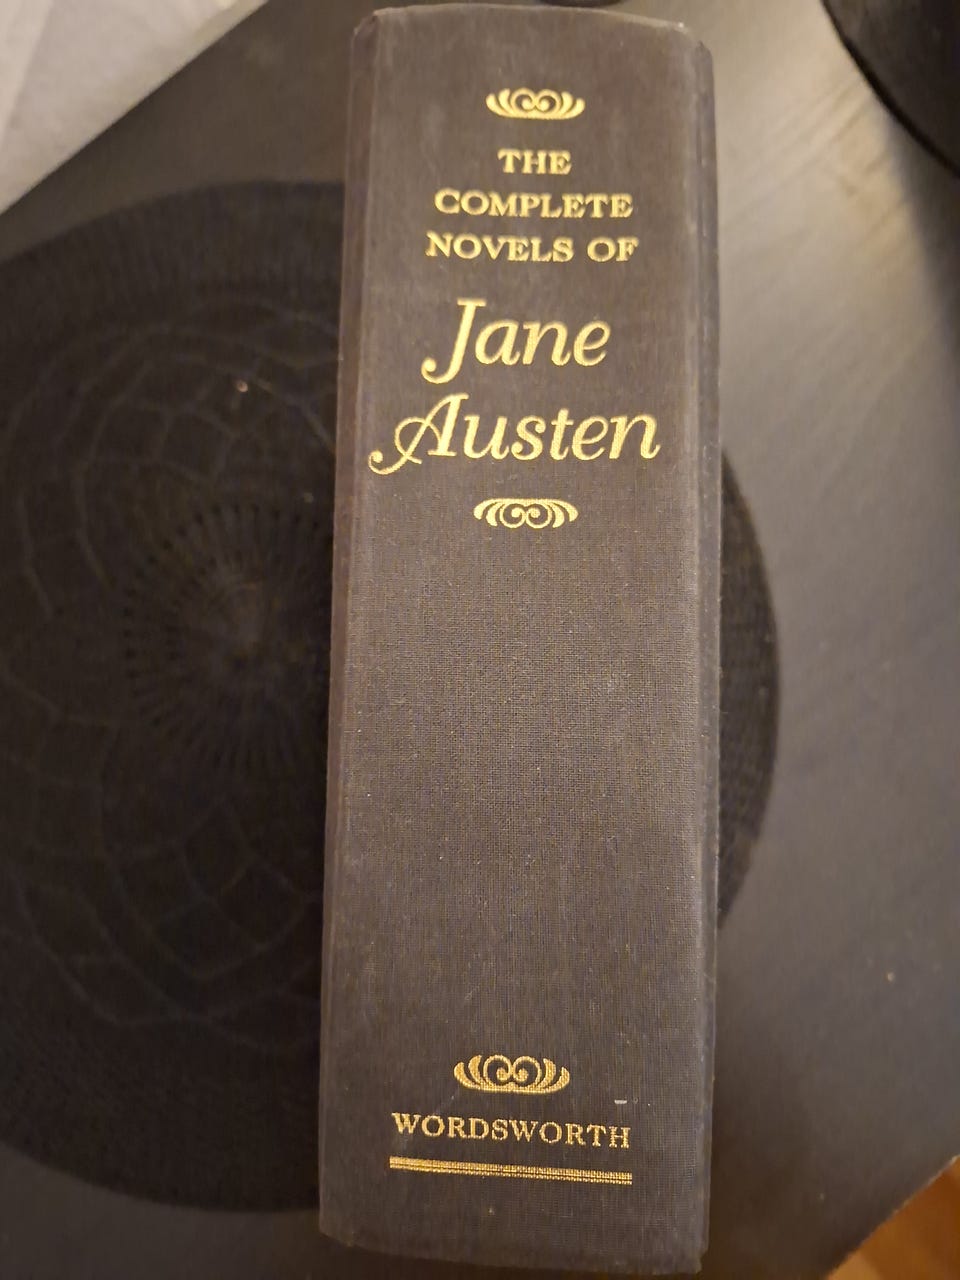 THE
COMPLETE
NOVELS OF
Jane
Austen
WORDSWORTH